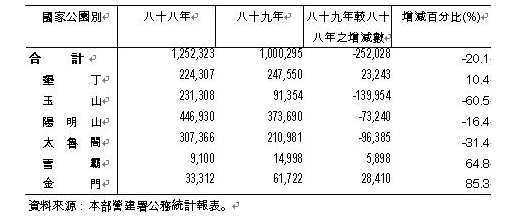 國家公園別 八十八年 八十九年 八十九年較八十八年之增減數 增減百分比(%)
合計 1,252,323 1,000,295 -252,028 -20.1
墾丁 224,307 247,550 23,243 10.4
玉山 231,308 91,354 -139,954 -60.5
陽明山 446,930 373,690 -73,240 -16.4
太魯閣 307,366 210,981 -96,385 -31.4
雪霸 9,100 14,998 5,898 64.8
金門 33,312 61,722 28,410 85.3
資料來源：本部營建署公務統計報表。